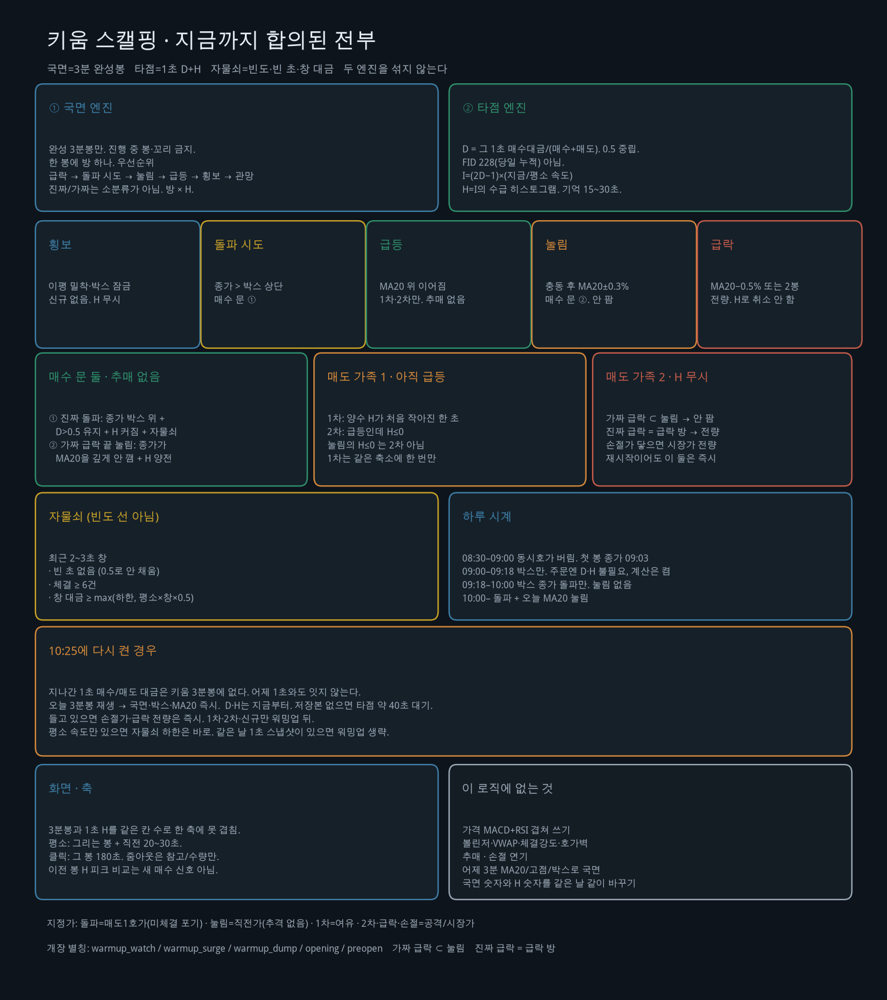 키움 스캘핑 · 지금까지 합의된 전부
국면=3분 완성봉 타점=1초 D+H 자물쇠=빈도·빈 초·창 대금 두 엔진을 섞지 않는다
① 국면 엔진
완성 3분봉만. 진행 중 봉·꼬리 금지.
한 봉에 방 하나. 우선순위
급락 → 돌파 시도 → 눌림 → 급등 → 횡보 → 관망
진짜/가짜는 소분류가 아님. 방 × H.
② 타점 엔진
D = 그 1초 매수대금/(매수+매도). 0.5 중립.
FID 228(당일 누적) 아님.
I=(2D−1)×(지금/평소 속도)
H=I의 수급 히스토그램. 기억 15~30초.
횡보
이평 밀착·박스 잠금
신규 없음. H 무시
돌파 시도
종가 > 박스 상단
매수 문 ①
급등
MA20 위 이어짐
1차·2차만. 추매 없음
눌림
충동 후 MA20±0.3%
매수 문 ②. 안 팜
급락
MA20−0.5% 또는 2봉
전량. H로 취소 안 함
매수 문 둘 · 추매 없음
① 진짜 돌파: 종가 박스 위 +
D>0.5 유지 + H 커짐 + 자물쇠
② 가짜 급락 끝 눌림: 종가가
MA20을 깊게 안 깸 + H 양전
매도 가족 1 · 아직 급등
1차: 양수 H가 처음 작아진 한 초
2차: 급등인데 H≤0
눌림의 H≤0 는 2차 아님
1차는 같은 축소에 한 번만
매도 가족 2 · H 무시
가짜 급락 ⊂ 눌림 → 안 팜
진짜 급락 = 급락 방 → 전량
손절가 닿으면 시장가 전량
재시작이어도 이 둘은 즉시
자물쇠 (빈도 선 아님)
최근 2~3초 창
· 빈 초 없음 (0.5로 안 채움)
· 체결 ≥ 6건
· 창 대금 ≥ max(하한, 평소×창×0.5)
하루 시계
08:30–09:00 동시호가 버림. 첫 봉 종가 09:03
09:00–09:18 박스만. 주문엔 D·H 불필요, 계산은 켬
09:18–10:00 박스 종가 돌파만. 눌림 없음
10:00– 돌파 + 오늘 MA20 눌림
10:25에 다시 켠 경우
지나간 1초 매수/매도 대금은 키움 3분봉에 없다. 어제 1초와도 잇지 않는다.
오늘 3분봉 재생 → 국면·박스·MA20 즉시. D·H는 지금부터. 저장본 없으면 타점 약 40초 대기.
들고 있으면 손절가·급락 전량은 즉시. 1차·2차·신규만 워밍업 뒤.
평소 속도만 있으면 자물쇠 하한은 바로. 같은 날 1초 스냅샷이 있으면 워밍업 생략.
화면 · 축
3분봉과 1초 H를 같은 칸 수로 한 축에 못 겹침.
평소: 그리는 봉 + 직전 20~30초.
클릭: 그 봉 180초. 줌아웃은 참고/수량만.
이전 봉 H 피크 비교는 새 매수 신호 아님.
이 로직에 없는 것
가격 MACD+RSI 겹쳐 쓰기
볼린저·VWAP·체결강도·호가벽
추매 · 손절 연기
어제 3분 MA20/고점/박스로 국면
국면 숫자와 H 숫자를 같은 날 같이 바꾸기
지정가: 돌파=매도1호가(미체결 포기) · 눌림=직전가(추격 없음) · 1차=여유 · 2차·급락·손절=공격/시장가
개장 별칭: warmup_watch / warmup_surge / warmup_dump / opening / preopen 가짜 급락 ⊂ 눌림 진짜 급락 = 급락 방